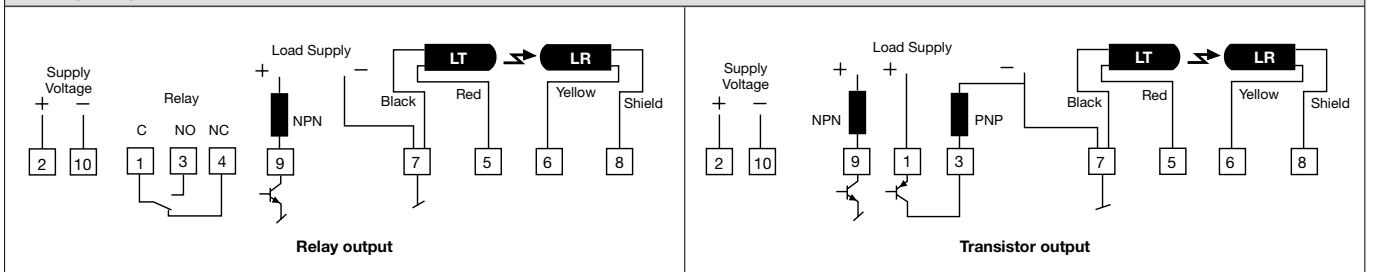 Supply
Voltage
+ −
2 10
Relay
C NO NC
1 3 4
Load Supply
+ −
NPN
9
LT LR
Black Red Yellow Shield
7 5 6 8
Relay output
Supply
Voltage
+ −
2 10
Load Supply
+ + −
NPN PNP
9 1 3
LT LR
Black Red Yellow Shield
7 5 6 8
Transistor output